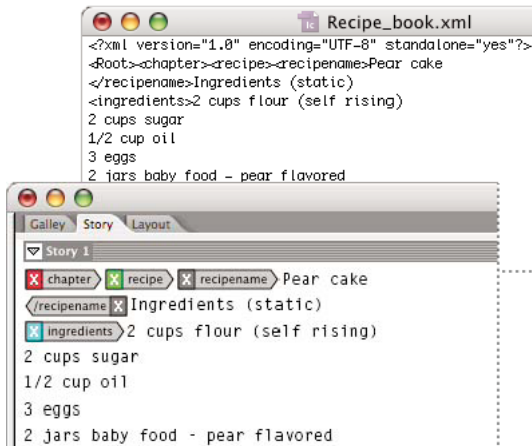 Recipe_book.xml
<?xml version="1.0" encoding="UTF-8" standalone="yes"?>
<Root><chapter><recipe><recipename>Pear cake
</recipename>Ingredients (static)
<ingredients>2 cups flour (self rising)
2 cups sugar
1/2 cup oil
3 eggs
2 jars baby food – pear flavored
Galley Story Layout
Story 1
X chapter X recipe X recipename Pear cake
/recipename X Ingredients (static)
X ingredients 2 cups flour (self rising)
2 cups sugar
1/2 cup oil
3 eggs
2 jars baby food - pear flavored